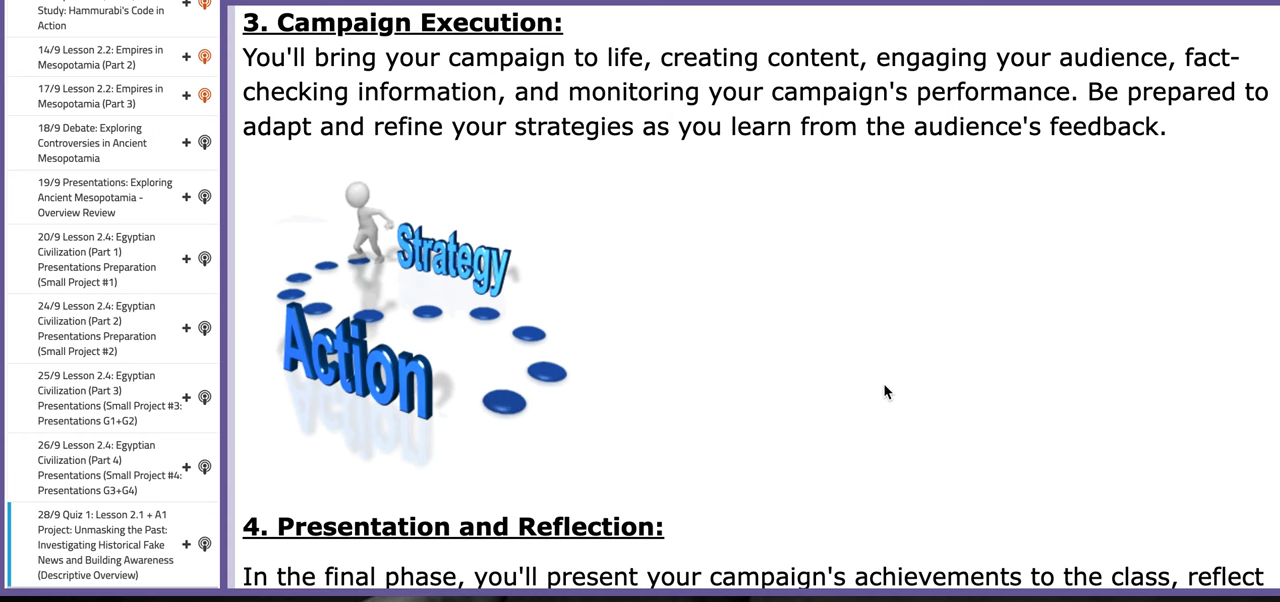 Study: Hammurabi's Code in
Action
14/9 Lesson 2.2: Empires in
Mesopotamia (Part 2)
17/9 Lesson 2.2: Empires in
Mesopotamia (Part 3)
18/9 Debate: Exploring
Controversies in Ancient
Mesopotamia
19/9 Presentations: Exploring
Ancient Mesopotamia -
Overview Review
20/9 Lesson 2.4: Egyptian
Civilization (Part 1)
Presentations Preparation
(Small Project #1)
24/9 Lesson 2.4: Egyptian
Civilization (Part 2)
Presentations Preparation
(Small Project #2)
25/9 Lesson 2.4: Egyptian
Civilization (Part 3)
Presentations (Small Project #3:
Presentations G1+G2)
26/9 Lesson 2.4: Egyptian
Civilization (Part 4)
Presentations (Small Project #4:
Presentations G3+G4)
28/9 Quiz 1: Lesson 2.1 + A1
Project: Unmasking the Past:
Investigating Historical Fake
News and Building Awareness
(Descriptive Overview)
3. Campaign Execution:
You'll bring your campaign to life, creating content, engaging your audience, fact-
checking information, and monitoring your campaign's performance. Be prepared to
adapt and refine your strategies as you learn from the audience's feedback.
Strategy
Action
4. Presentation and Reflection:
In the final phase, you'll present your campaign's achievements to the class, reflect